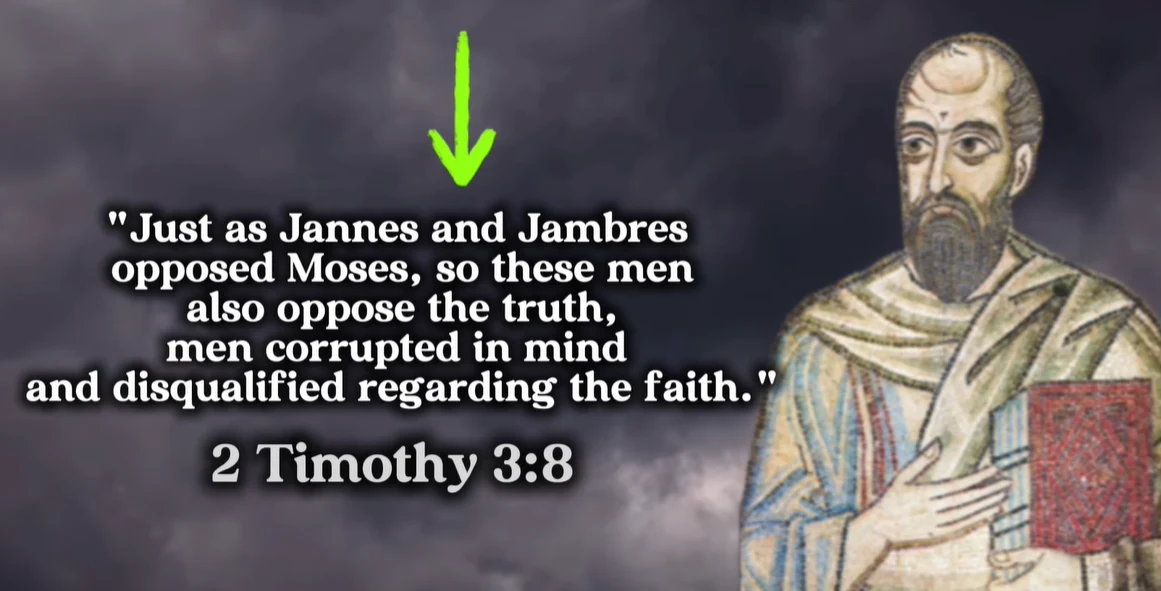 "Just as Jannes and Jambres
opposed Moses, so these men
also oppose the truth,
men corrupted in mind
and disqualified regarding the faith."
2 Timothy 3:8